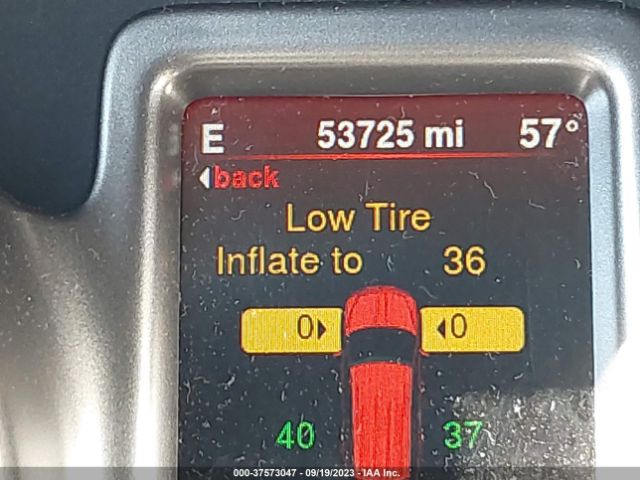 E 53725 mi 57°
back
Low Tire
Inflate to 36
0 0
40 37
000-37573047 - 09/19/2023 - IAA Inc.